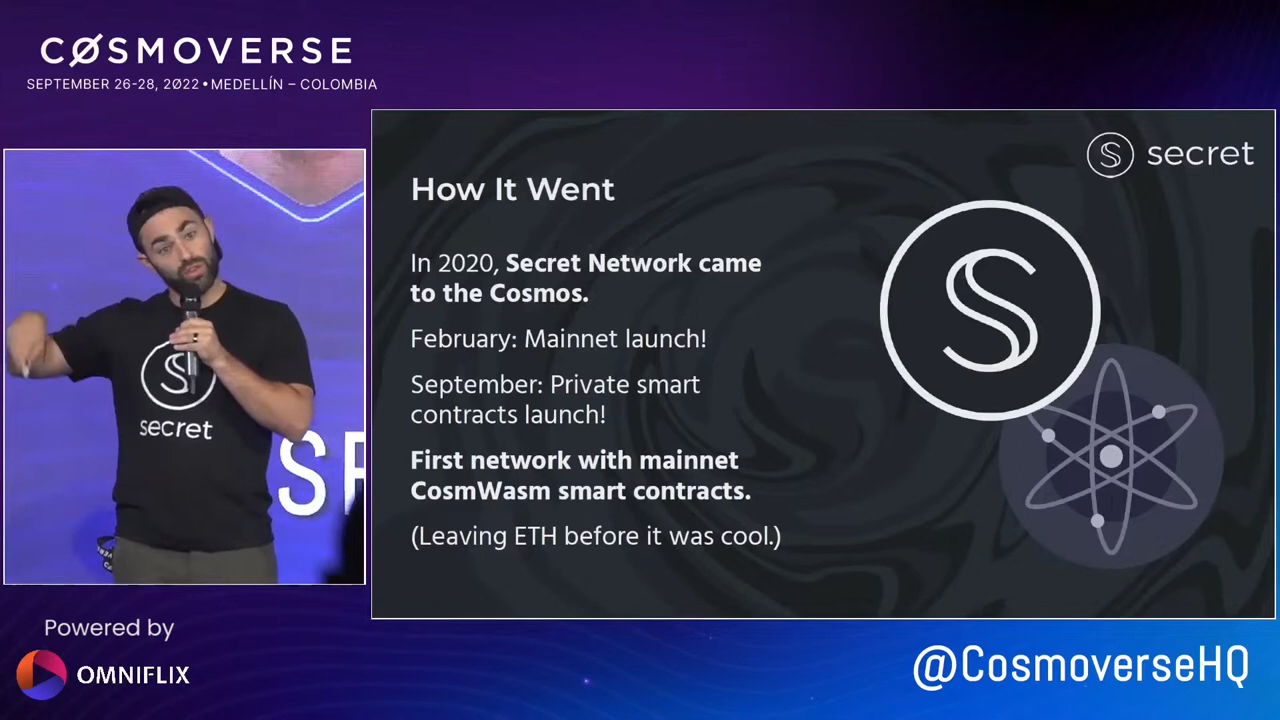 CØSMOVERSE
SEPTEMBER 26-28, 2Ø22 • MEDELLÍN – COLOMBIA
secret
How It Went
In 2020, Secret Network came
to the Cosmos.
February: Mainnet launch!
September: Private smart
contracts launch!
First network with mainnet
CosmWasm smart contracts.
(Leaving ETH before it was cool.)
secret
Powered by
OMNIFLIX
@CosmoverseHQ